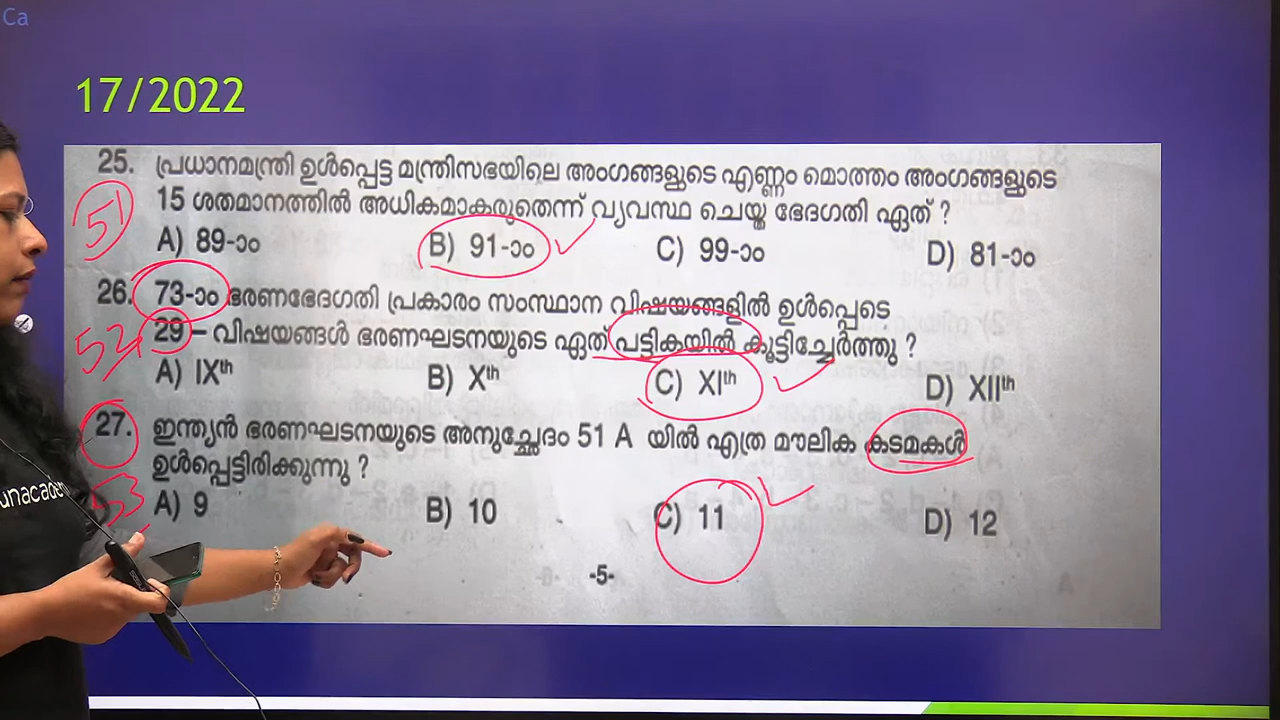 Ca
17/2022
25. പ്രധാനമന്ത്രി ഉൾപ്പെട്ട മന്ത്രിസഭയിലെ അംഗങ്ങളുടെ എണ്ണം മൊത്തം അംഗങ്ങളുടെ
51 15 ശതമാനത്തിൽ അധികമാകരുതെന്ന് വ്യവസ്ഥ ചെയ്ത ഭേദഗതി ഏത് ?
A) 89-ാം B) 91-ാം C) 99-ാം D) 81-ാം
26. 73-ാം ഭരണഭേദഗതി പ്രകാരം സംസ്ഥാന വിഷയങ്ങളിൽ ഉൾപ്പെടെ
52 29 – വിഷയങ്ങൾ ഭരണഘടനയുടെ ഏത് പട്ടികയിൽ കൂട്ടിച്ചേർത്തു ?
A) IXth B) Xth C) XIth D) XIIth
27. ഇന്ത്യൻ ഭരണഘടനയുടെ അനുച്ഛേദം 51 A യിൽ എത്ര മൗലിക കടമകൾ
ഉൾപ്പെട്ടിരിക്കുന്നു ?
53 A) 9 B) 10 C) 11 D) 12
-5-
unacade